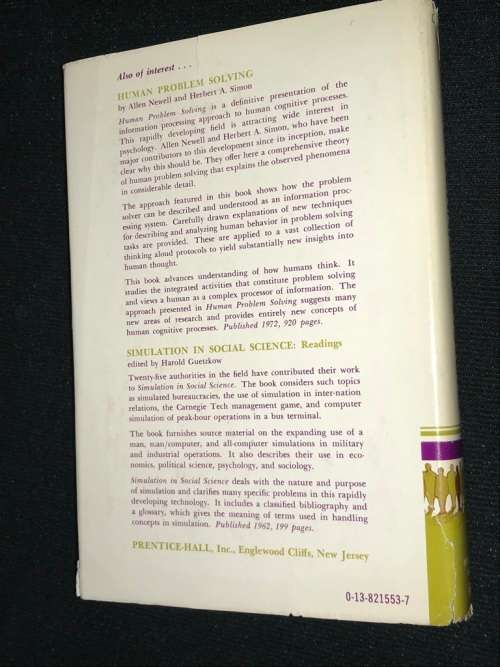 Also of interest . . .
HUMAN PROBLEM SOLVING
by Allen Newell and Herbert A. Simon
Human Problem Solving is a definitive presentation of the
information processing approach to human cognitive processes.
This rapidly developing field is attracting wide interest in
psychology. Allen Newell and Herbert A. Simon, who have been
major contributors to this development since its inception, make
clear why this should be. They offer here a comprehensive theory
of human problem solving that explains the observed phenomena
in considerable detail.
The approach featured in this book shows how the problem
solver can be described and understood as an information proc-
essing system. Carefully drawn explanations of new techniques
for describing and analyzing human behavior in problem solving
tasks are provided. These are applied to a vast collection of
thinking aloud protocols to yield substantially new insights into
human thought.
This book advances understanding of how humans think. It
studies the integrated activities that constitute problem solving
and views a human as a complex processor of information. The
approach presented in Human Problem Solving suggests many
new areas of research and provides entirely new concepts of
human cognitive processes. Published 1972, 920 pages.
SIMULATION IN SOCIAL SCIENCE: Readings
edited by Harold Guetzkow
Twenty-five authorities in the field have contributed their work
to Simulation in Social Science. The book considers such topics
as simulated bureaucracies, the use of simulation in inter-nation
relations, the Carnegie Tech management game, and computer
simulation of peak-hour operations in a bus terminal.
The book furnishes source material on the expanding use of a
man, man/computer, and all-computer simulations in military
and industrial operations. It also describes their use in eco-
nomics, political science, psychology, and sociology.
Simulation in Social Science deals with the nature and purpose
of simulation and clarifies many specific problems in this rapidly
developing technology. It includes a classified bibliography and
a glossary, which gives the meaning of terms used in handling
concepts in simulation. Published 1962, 199 pages.
PRENTICE-HALL, Inc., Englewood Cliffs, New Jersey
0-13-821553-7